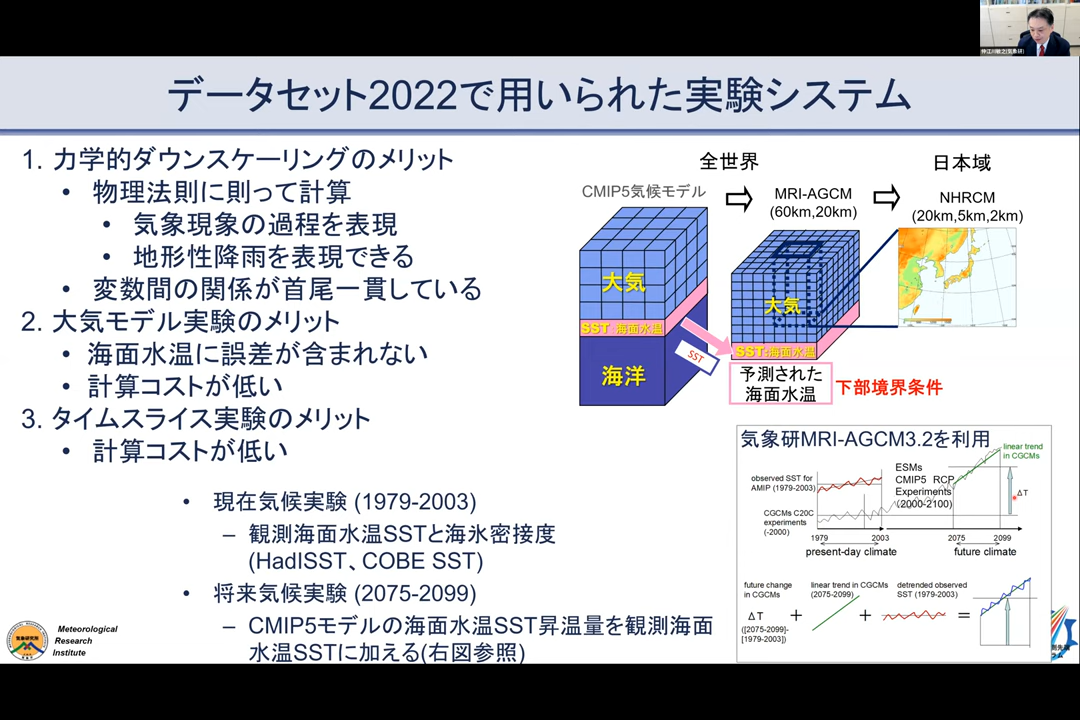 データセット2022で用いられた実験システム
1. 力学的ダウンスケーリングのメリット
• 物理法則に則って計算
• 気象現象の過程を表現
• 地形性降雨を表現できる
• 変数間の関係が首尾一貫している
2. 大気モデル実験のメリット
• 海面水温に誤差が含まれない
• 計算コストが低い
3. タイムスライス実験のメリット
• 計算コストが低い
• 現在気候実験 (1979-2003)
– 観測海面水温SSTと海氷密接度
(HadISST、COBE SST)
• 将来気候実験 (2075-2099)
– CMIP5モデルの海面水温SST昇温量を観測海面
水温SSTに加える(右図参照)
Meteorological
Research
Institute
全世界
日本域
CMIP5気候モデル
MRI-AGCM
(60km,20km)
NHRCM
(20km,5km,2km)
大気
SST 海面水温
海洋
SST
大気
SST:海面水温
予測された
海面水温
下部境界条件
気象研MRI-AGCM3.2を利用
linear trend
in CGCMs
observed SST for
AMIP (1979-2003)
ESMs
CMIP5 RCP
Experiments
(2000-2100)
ΔT
CGCMs C20C
experiments
(-2000)
1979
2003
2075
2099
present-day climate
future climate
future change
in CGCMs
linear trend in CGCMs
(2075-2099)
detrended observed
SST (1979-2003)
ΔT
+
+
=
([2075-2099]-
[1979-2003])